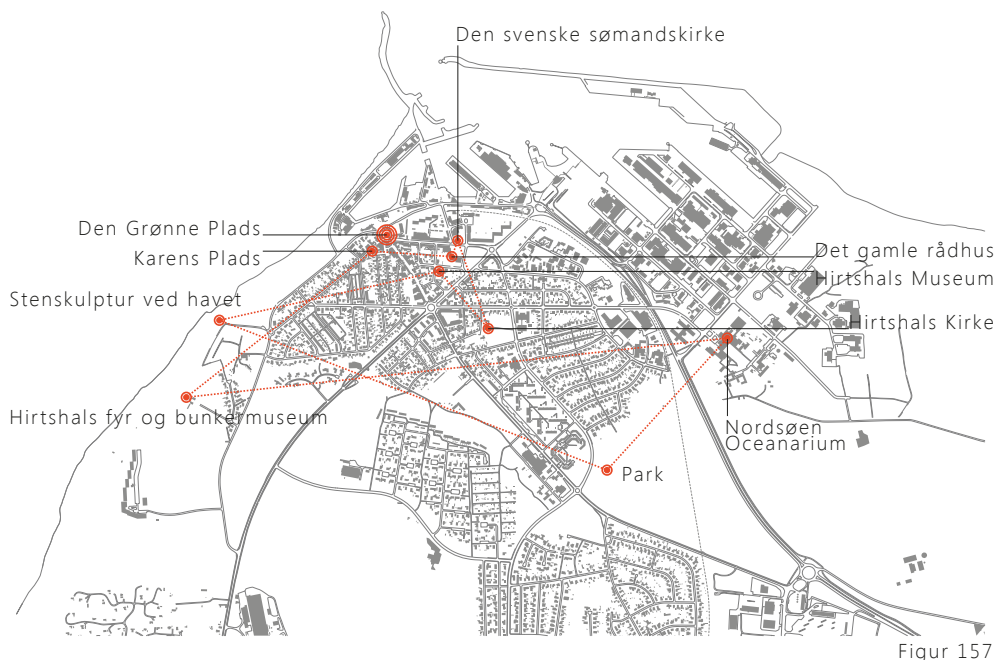 Den svenske sømandskirke
Den Grønne Plads
Karens Plads
Det gamle rådhus
Hirtshals Museum
Stenskulptur ved havet
Hirtshals Kirke
Hirtshals fyr og bunkermuseum
Nordsøen
Oceanarium
Park
Figur 157